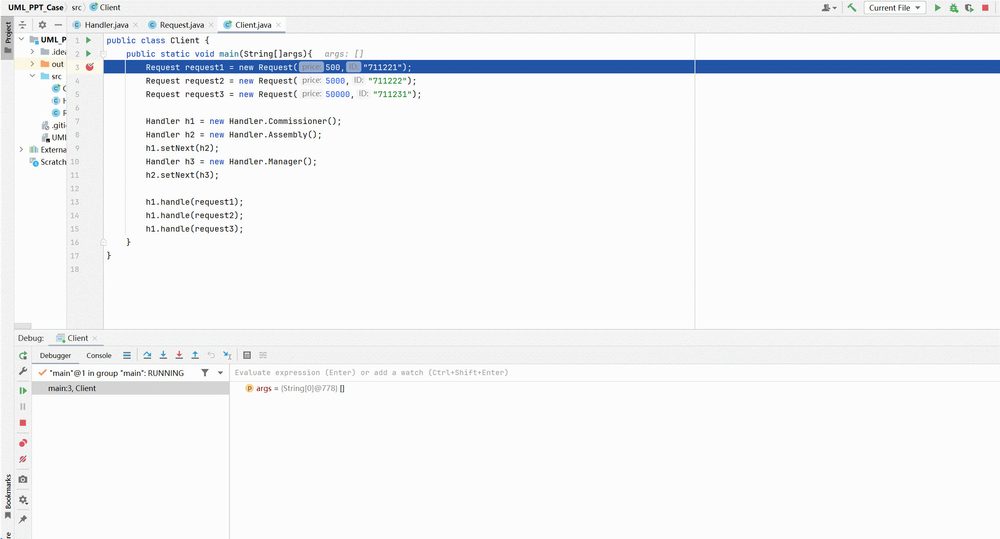 UML_PPT_Case src Client
Current File
Project
Handler.java Request.java Client.java
UML_P
.idea
out
src
C
H
R
.giti
UML
Externa
Scratch
1 public class Client {
2 public static void main(String[]args){ args: []
3 Request request1 = new Request( price: 500, ID: "711221");
4 Request request2 = new Request( price: 5000, ID: "711222");
5 Request request3 = new Request( price: 50000, ID: "711231");
6
7 Handler h1 = new Handler.Commissioner();
8 Handler h2 = new Handler.Assembly();
9 h1.setNext(h2);
10 Handler h3 = new Handler.Manager();
11 h2.setNext(h3);
12
13 h1.handle(request1);
14 h1.handle(request2);
15 h1.handle(request3);
16 }
17 }
18
Debug: Client
Debugger Console
"main"@1 in group "main": RUNNING
Evaluate expression (Enter) or add a watch (Ctrl+Shift+Enter)
main:3, Client
p args = {String[0]@778} []
Bookmarks
re